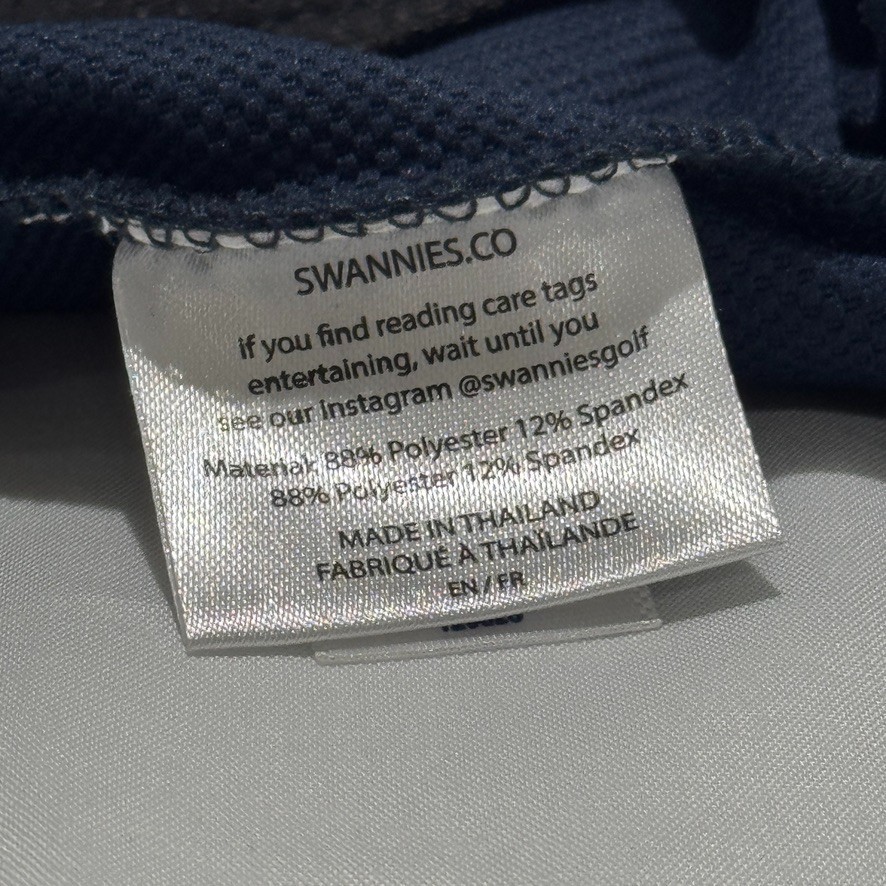 SWANNIES.CO
if you find reading care tags
entertaining, wait until you
see our instagram @swanniesgolf
Material: 88% Polyester 12% Spandex
88% Polyester 12% Spandex
MADE IN THAILAND
FABRIQUÉ À THAÏLANDE
EN / FR